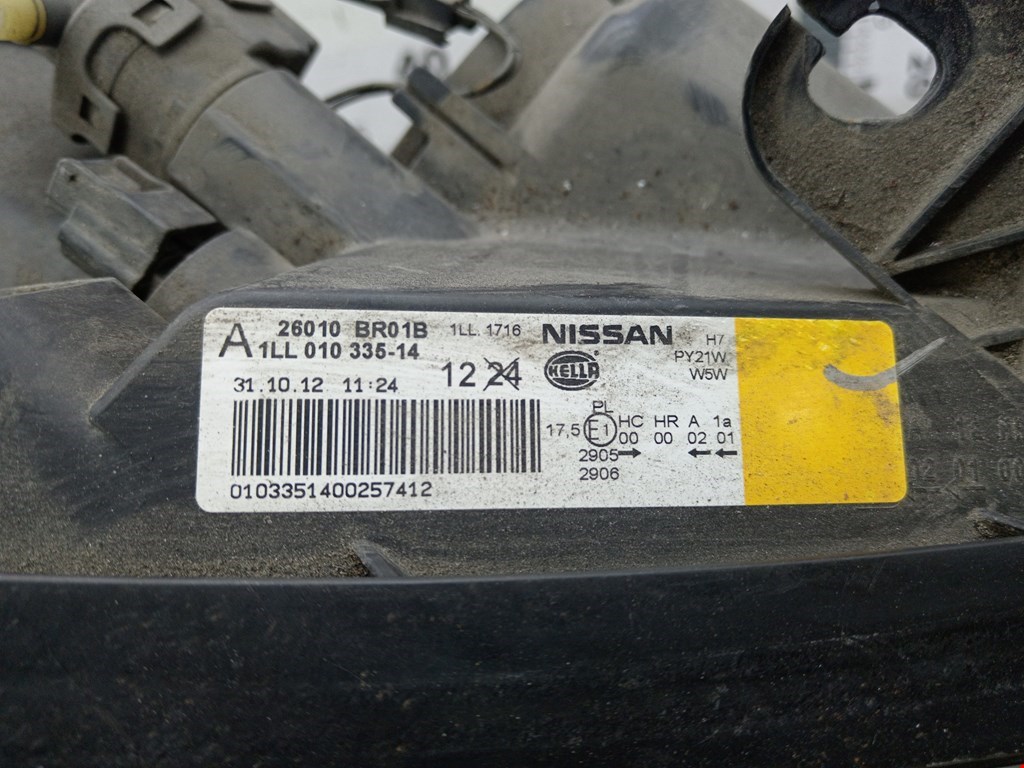 A 26010 BR01B
1LL 010 335-14
1LL. 1716
NISSAN
HELLA
H7
PY21W
W5W
31.10.12 11:24
12 24
PL
17,5 E1 HC HR A 1a
00 00 02 01
2905 → ← ←
2906
0103351400257412